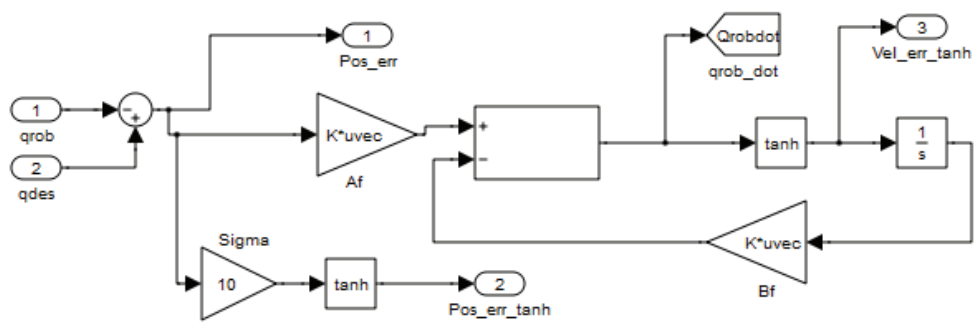 1
Pos_err
Qrobdot
qrob_dot
3
Vel_err_tanh
1
qrob
-
+
2
qdes
K*uvec
Af
+
-
tanh
1
s
K*uvec
Bf
Sigma
10
tanh
2
Pos_err_tanh